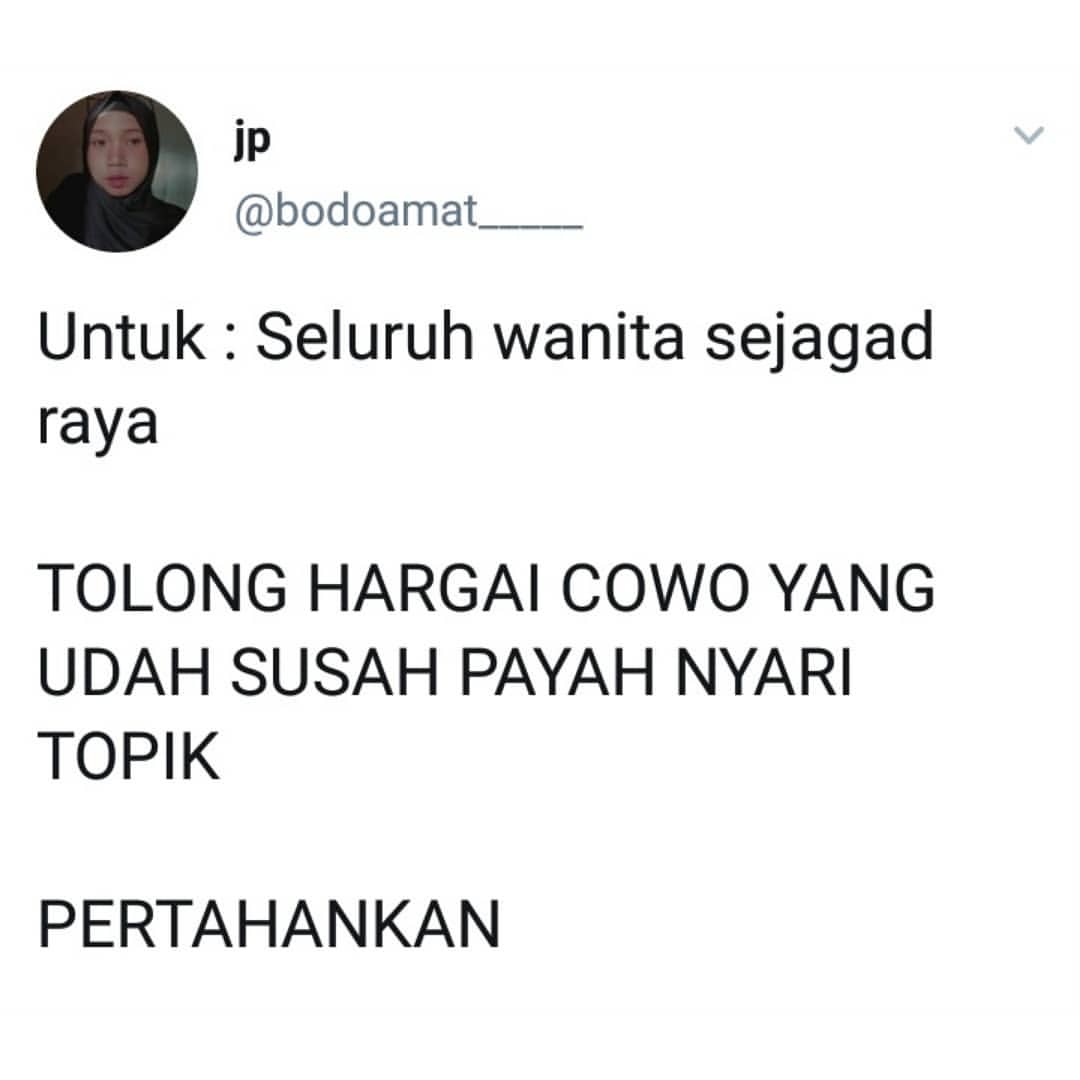 jp
@bodoamat_____
Untuk : Seluruh wanita sejagad
raya
TOLONG HARGAI COWO YANG
UDAH SUSAH PAYAH NYARI
TOPIK
PERTAHANKAN